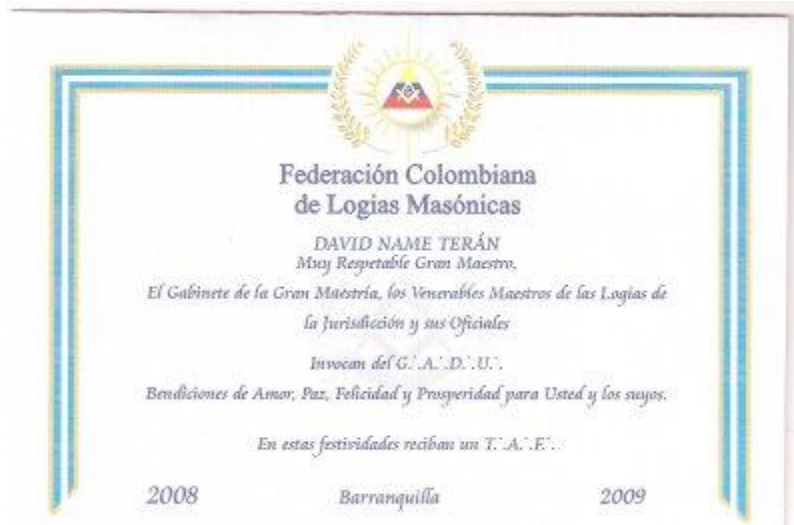 Federación Colombiana
de Logias Masónicas
DAVID NAME TERÁN
Muy Respetable Gran Maestro,
El Gabinete de la Gran Maestría, los Venerables Maestros de las Logias de
la Jurisdicción y sus Oficiales
Invocan del G∴A∴D∴U∴
Bendiciones de Amor, Paz, Felicidad y Prosperidad para Usted y los suyos.
En estas festividades reciban un T∴A∴F∴
2008 Barranquilla 2009